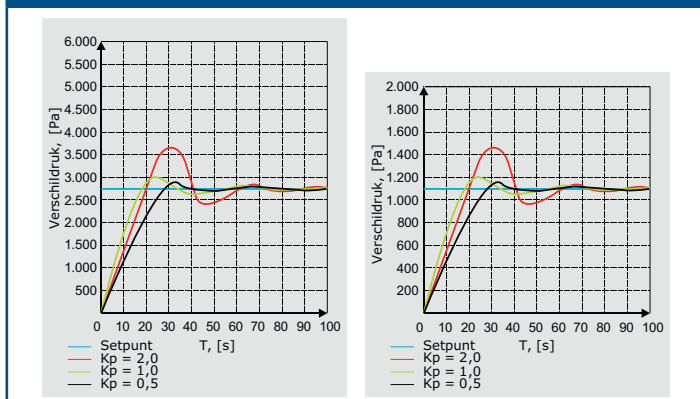 6.000
5.500
5.000
4.500
4.000
3.500
3.000
2.500
2.000
1.500
1.000
500
Verschildruk, [Pa]
0 10 20 30 40 50 60 70 80 90 100
T, [s]
Setpunt
Kp = 2,0
Kp = 1,0
Kp = 0,5
2.000
1.800
1.600
1.400
1.200
1.000
800
600
400
200
Verschildruk, [Pa]
0 10 20 30 40 50 60 70 80 90 100
T, [s]
Setpunt
Kp = 2,0
Kp = 1,0
Kp = 0,5